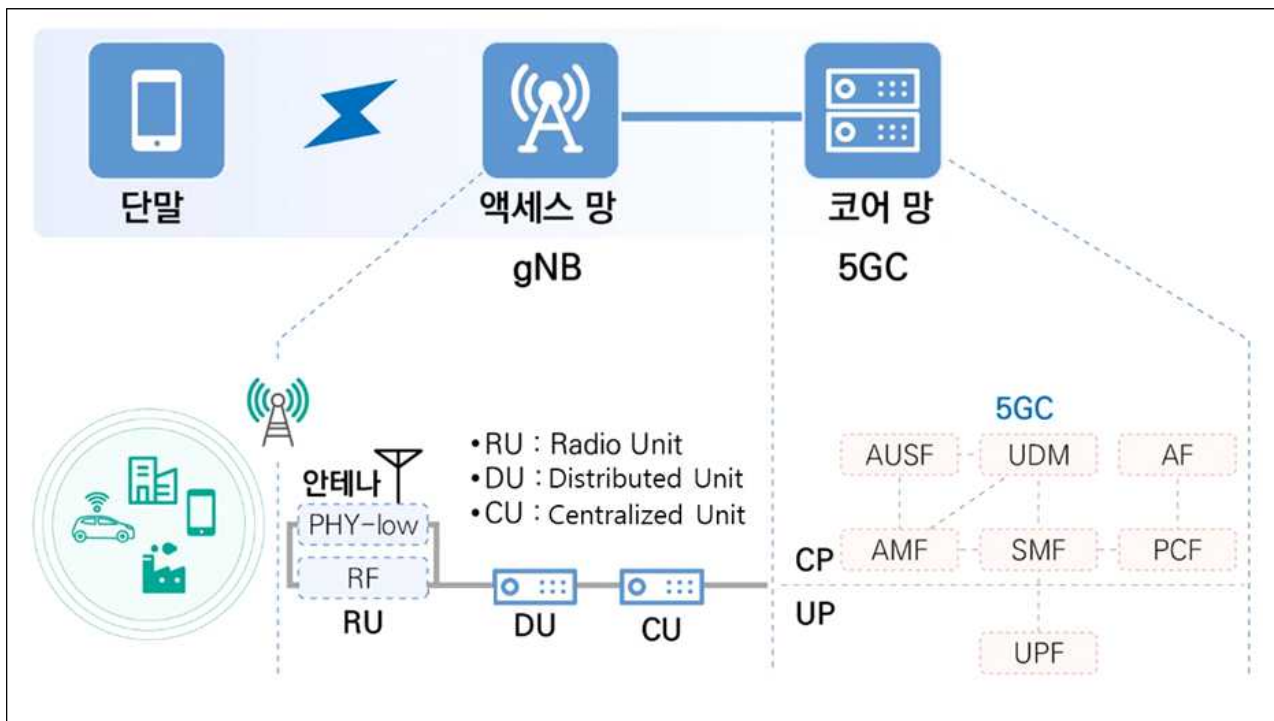 단말
액세스 망
코어 망
gNB
5GC
안테나
PHY-low
RF
RU
•RU : Radio Unit
•DU : Distributed Unit
•CU : Centralized Unit
DU
CU
5GC
AUSF
UDM
AF
AMF
SMF
PCF
CP
UP
UPF